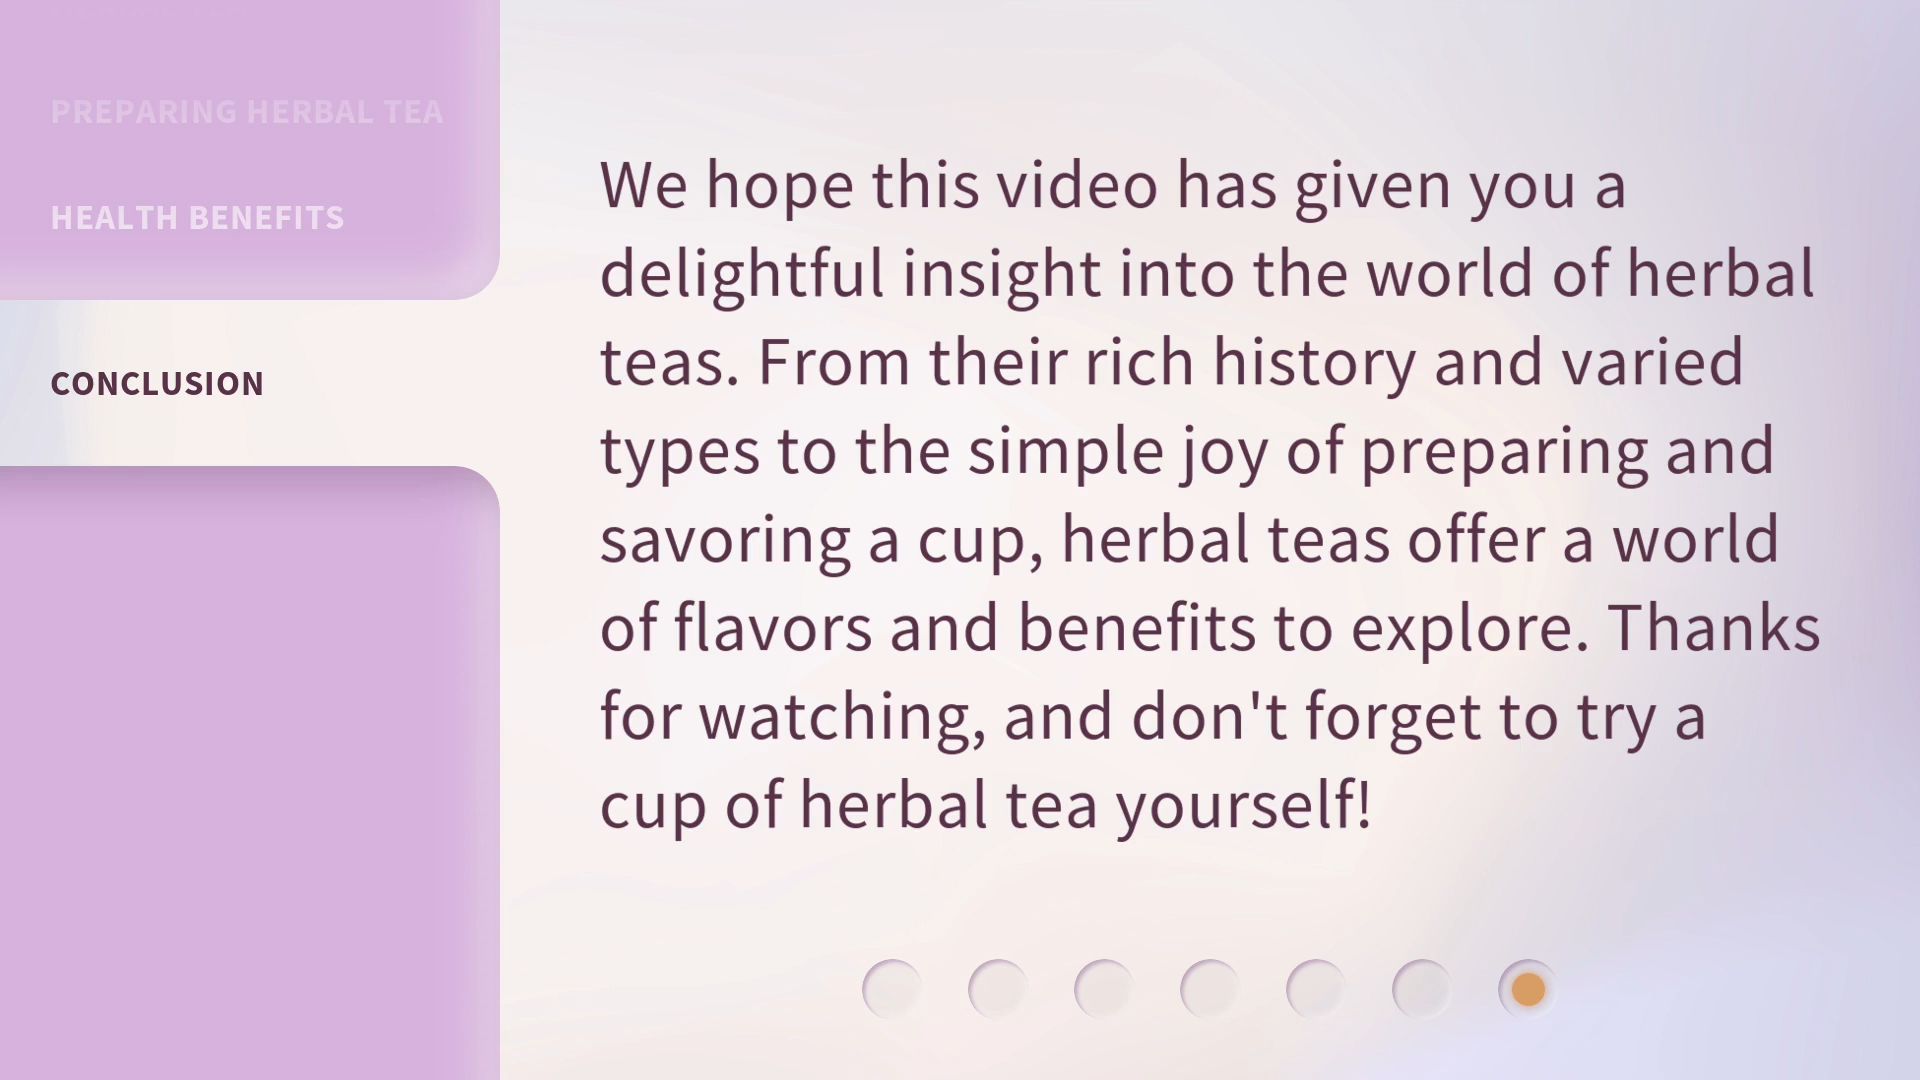 PREPARING HERBAL TEA
HEALTH BENEFITS
CONCLUSION
We hope this video has given you a
delightful insight into the world of herbal
teas. From their rich history and varied
types to the simple joy of preparing and
savoring a cup, herbal teas offer a world
of flavors and benefits to explore. Thanks
for watching, and don't forget to try a
cup of herbal tea yourself!